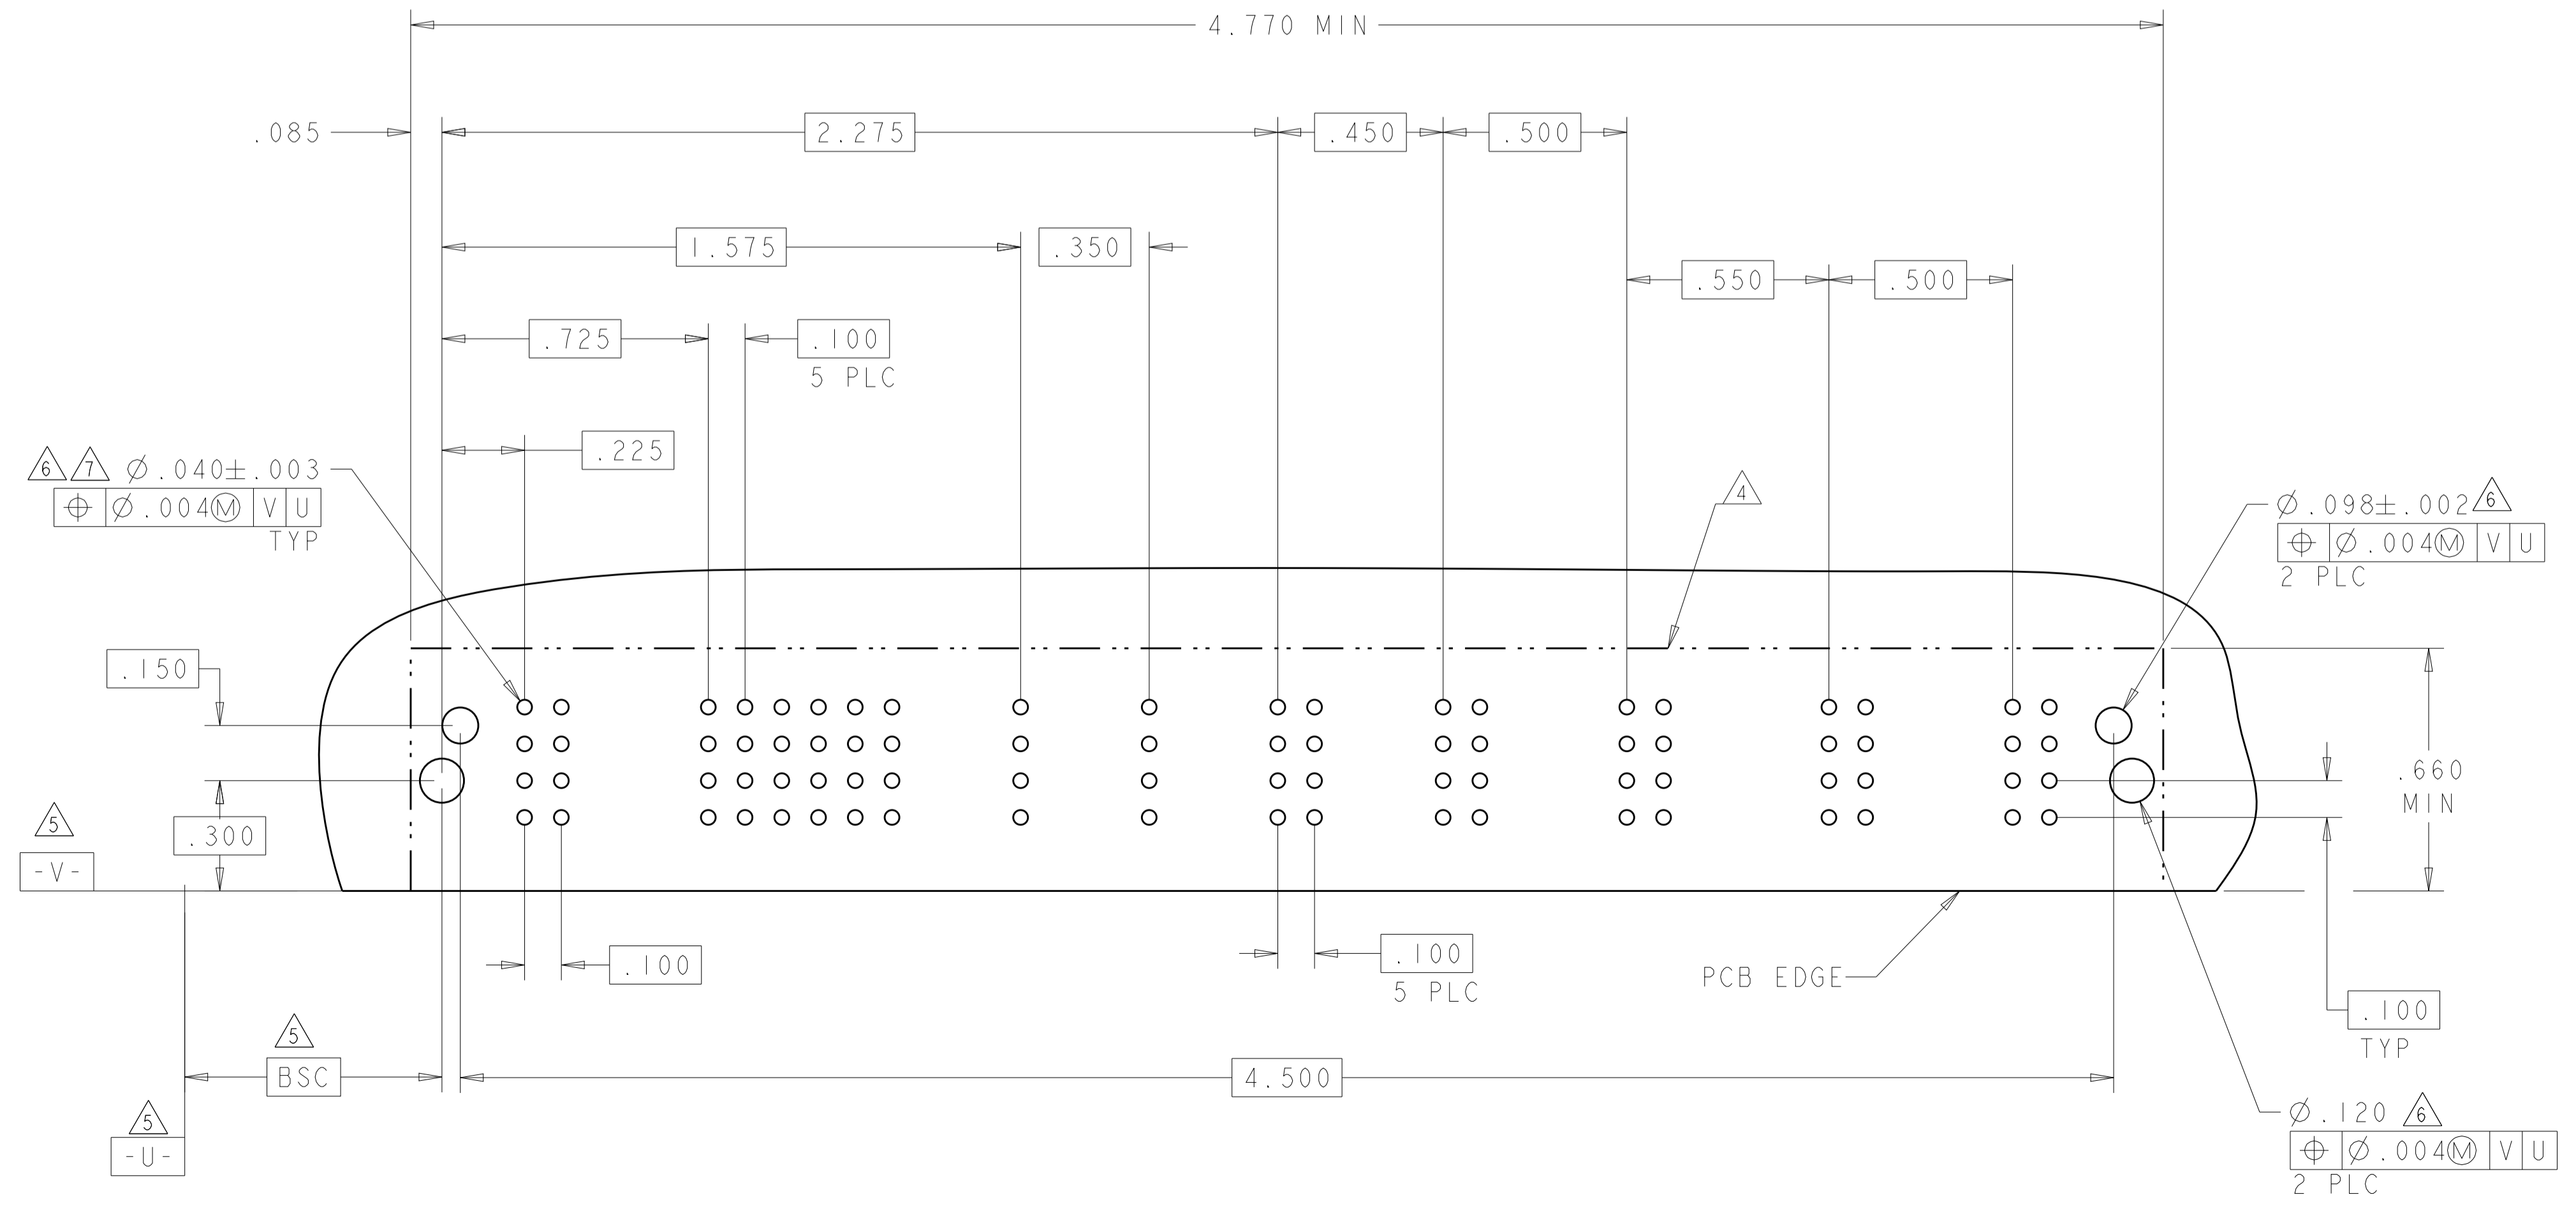 4.770 MIN
.085
2.275
.450
.500
1.575
.350
.550
.500
.725
.100
5 PLC
.225
6 7 Ø.040±.003
⌖ Ø.004Ⓜ V U
TYP
4
Ø.098±.002 6
⌖ Ø.004Ⓜ V U
2 PLC
.150
.660
MIN
5
.300
-V-
.100
.100
5 PLC
PCB EDGE
.100
TYP
5
BSC
4.500
5
-U-
Ø.120 6
⌖ Ø.004Ⓜ V U
2 PLC